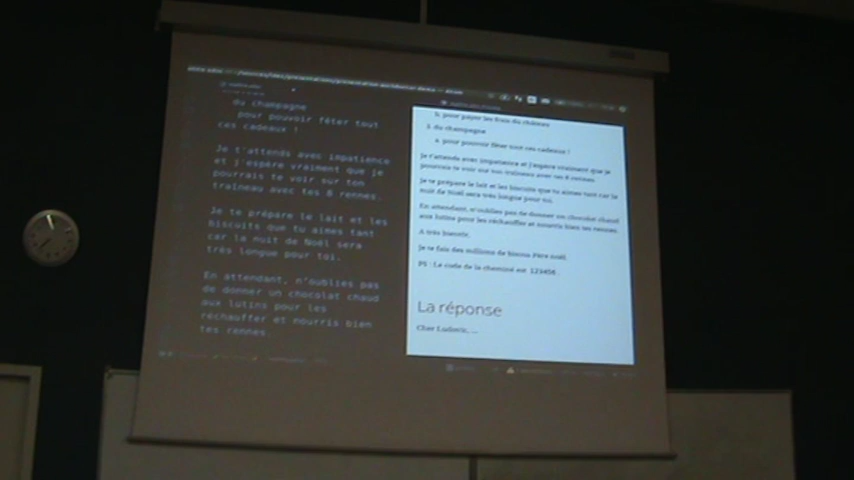 du champagne
pour pouvoir fêter tout
ces cadeaux !
Je t'attends avec impatience
et j'espère vraiment que je
pourrais te voir sur ton
traîneau avec tes 8 rennes.
Je te prépare le lait et les
biscuits que tu aimes tant
car la nuit de Noël sera
très longue pour toi.
En attendant, n'oublies pas
de donner un chocolat chaud
aux lutins pour les
réchauffer et nourris bien
tes rennes.
b. pour payer les frais du château
3. du champagne
a. pour pouvoir fêter tout ces cadeaux !
Je t'attends avec impatience et j'espère vraiment que je
pourrais te voir sur ton traîneau avec tes 8 rennes.
Je te prépare le lait et les biscuits que tu aimes tant car la
nuit de Noël sera très longue pour toi.
En attendant, n'oublies pas de donner un chocolat chaud
aux lutins pour les réchauffer et nourris bien tes rennes.
A très bientôt,
Je te fais des millions de bisous Père noël.
PS : Le code de la cheminé est 123456 .
La réponse
Cher Ludovic, ...